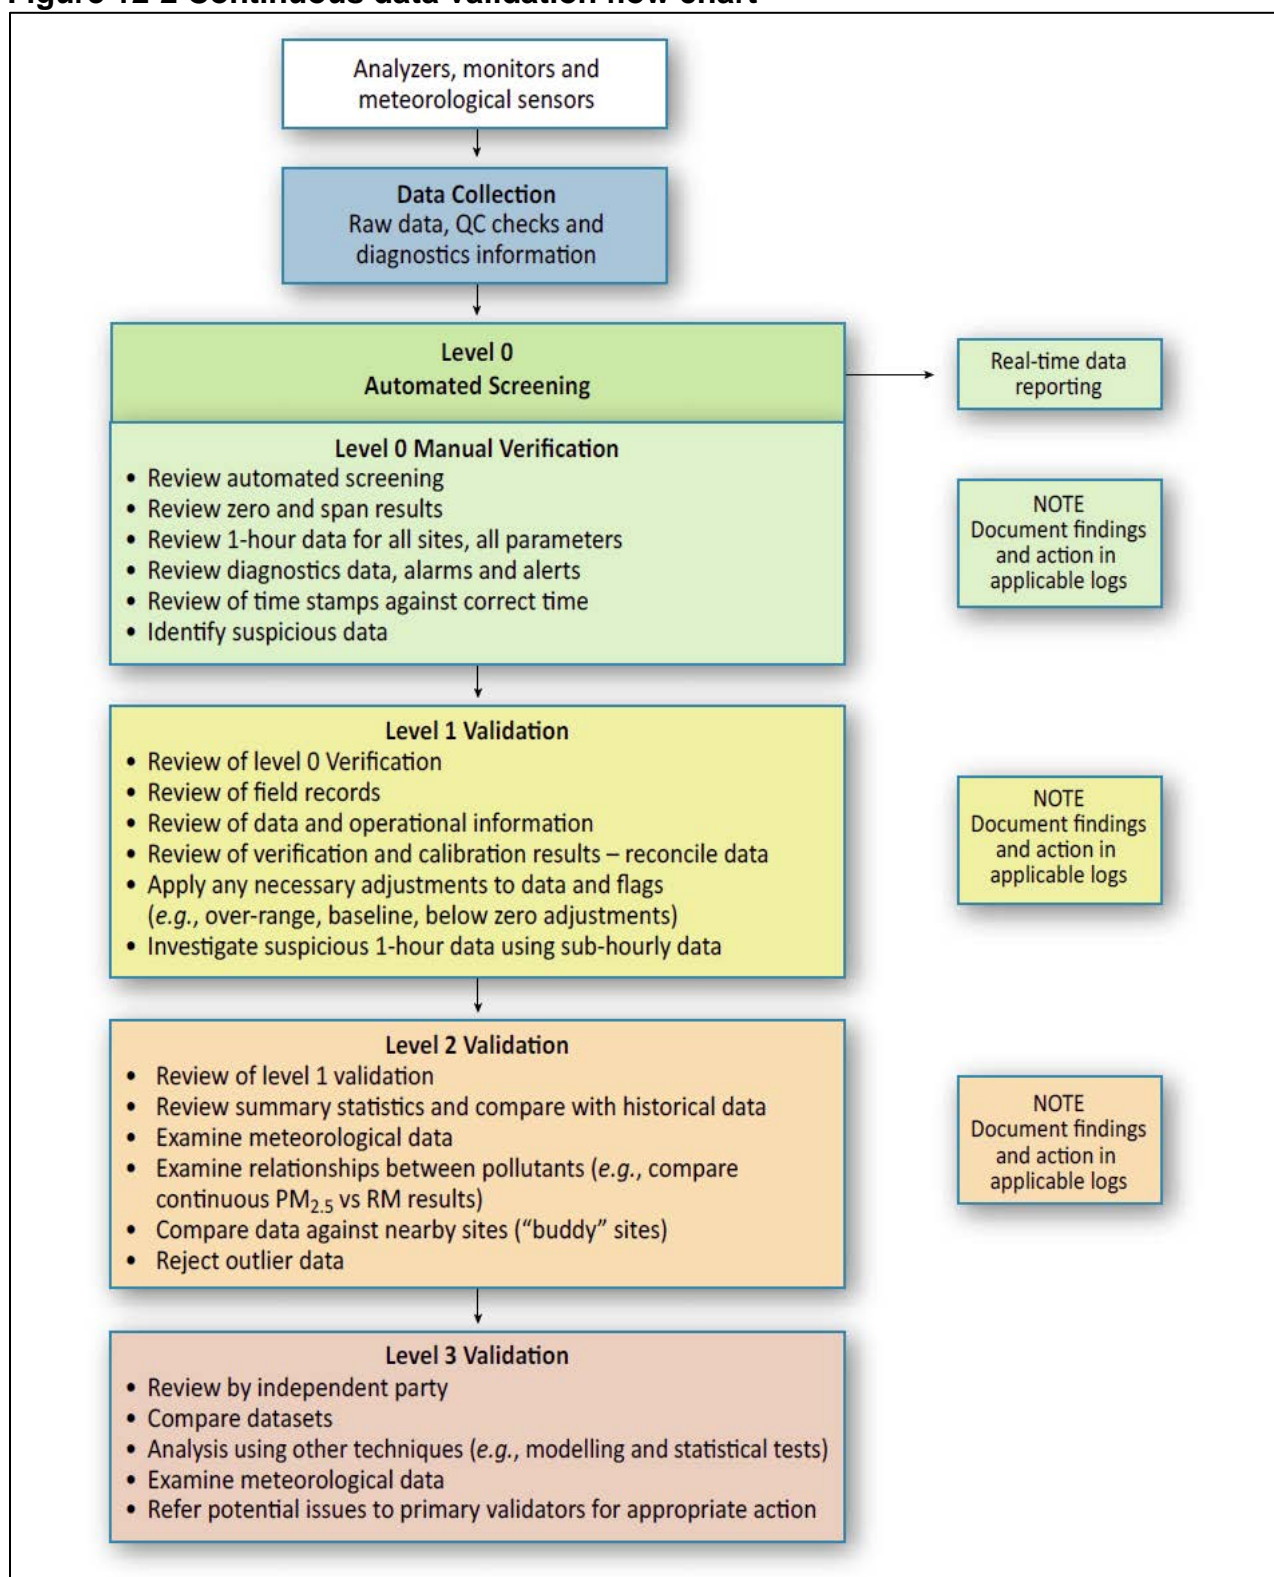 Figure 12-2 Continuous data validation flow chart
Analyzers, monitors and
meteorological sensors
Data Collection
Raw data, QC checks and
diagnostics information
Level 0
Automated Screening
Real-time data
reporting
Level 0 Manual Verification
• Review automated screening
• Review zero and span results
• Review 1-hour data for all sites, all parameters
• Review diagnostics data, alarms and alerts
• Review of time stamps against correct time
• Identify suspicious data
NOTE
Document findings
and action in
applicable logs
Level 1 Validation
• Review of level 0 Verification
• Review of field records
• Review of data and operational information
• Review of verification and calibration results – reconcile data
• Apply any necessary adjustments to data and flags
(e.g., over-range, baseline, below zero adjustments)
• Investigate suspicious 1-hour data using sub-hourly data
NOTE
Document findings
and action in
applicable logs
Level 2 Validation
• Review of level 1 validation
• Review summary statistics and compare with historical data
• Examine meteorological data
• Examine relationships between pollutants (e.g., compare
continuous PM2.5 vs RM results)
• Compare data against nearby sites (“buddy” sites)
• Reject outlier data
NOTE
Document findings
and action in
applicable logs
Level 3 Validation
• Review by independent party
• Compare datasets
• Analysis using other techniques (e.g., modelling and statistical tests)
• Examine meteorological data
• Refer potential issues to primary validators for appropriate action